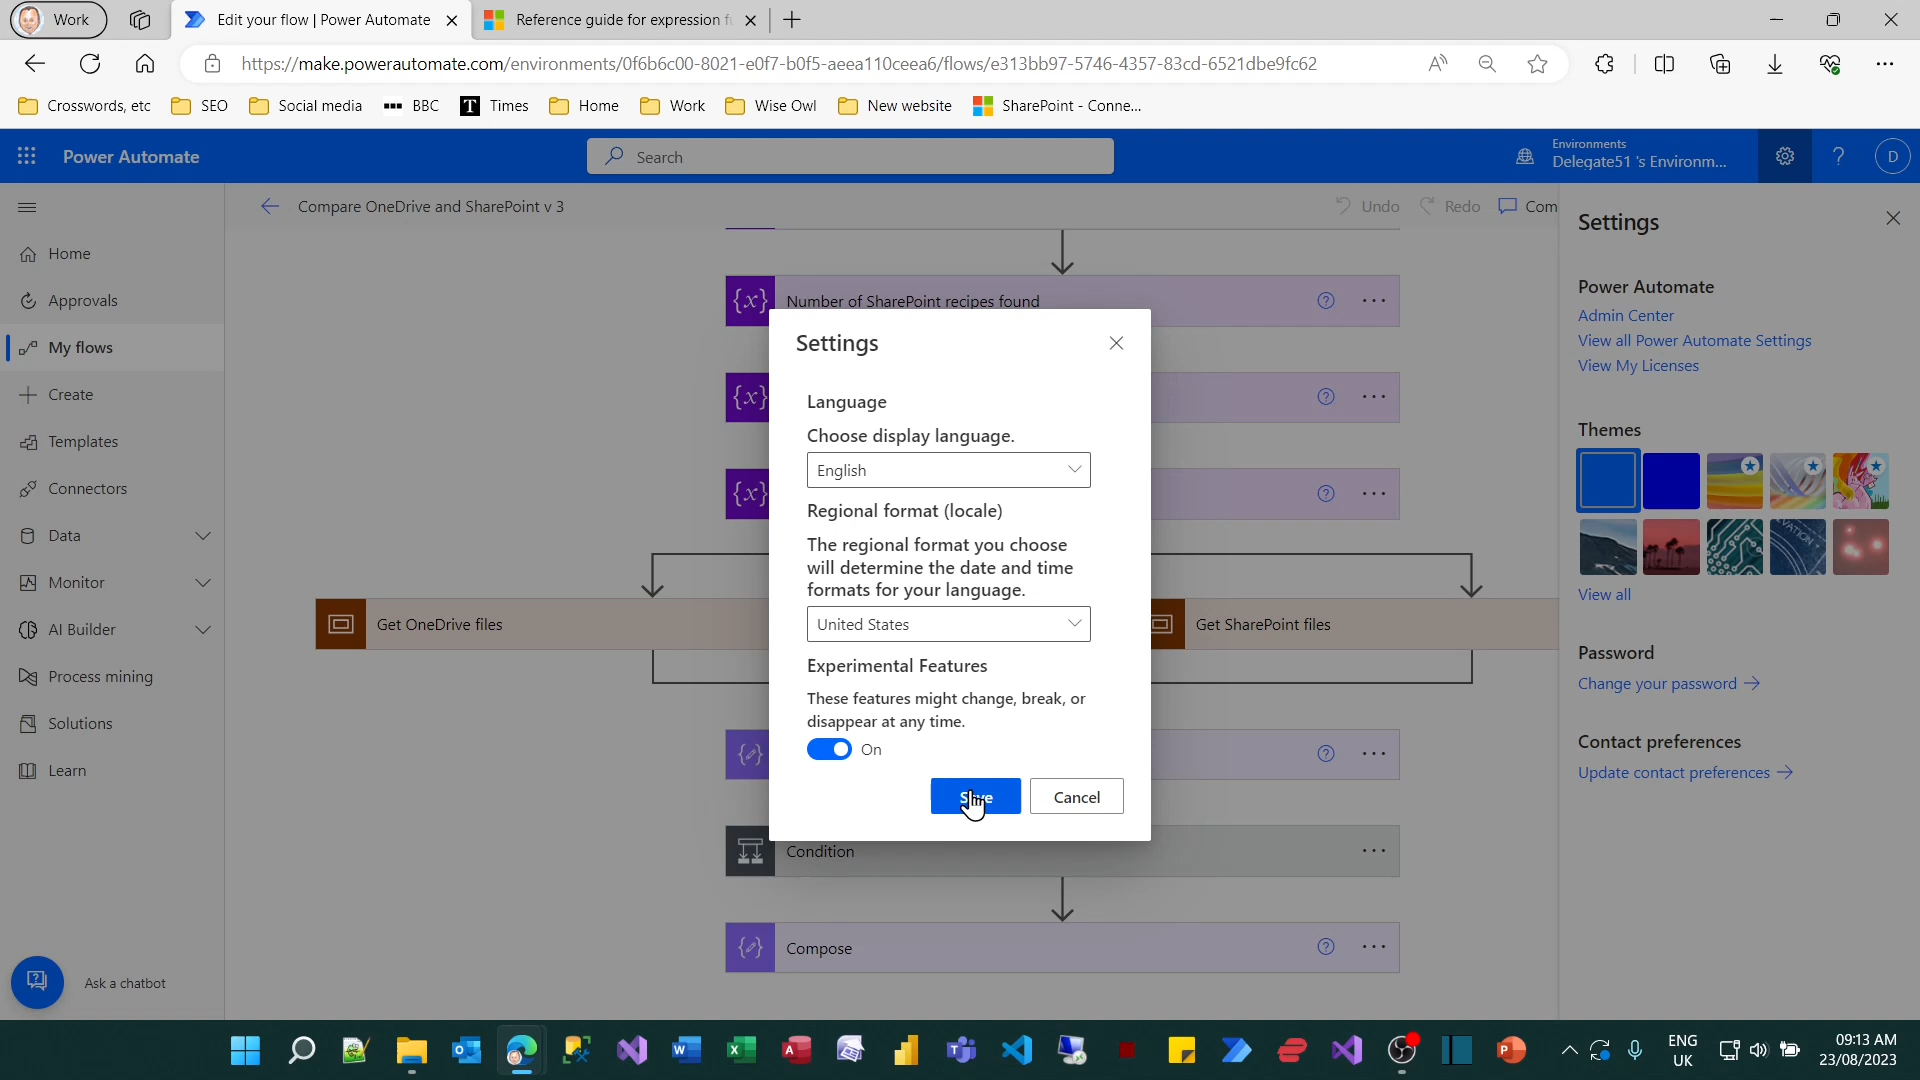 Work
Edit your flow | Power Automate
Reference guide for expression f
https://make.powerautomate.com/environments/0f6b6c00-8021-e0f7-b0f5-aeea110ceea6/flows/e313bb97-5746-4357-83cd-6521dbe9fc62
Crosswords, etc
SEO
Social media
BBC
T
Times
Home
Work
Wise Owl
New website
SharePoint - Conne...
Power Automate
Search
Environments
Delegate51 's Environm...
?
D
Compare OneDrive and SharePoint v 3
Undo
Redo
Com
Home
Approvals
My flows
Create
Templates
Connectors
Data
Monitor
AI Builder
Process mining
Solutions
Learn
Ask a chatbot
{x}
Number of SharePoint recipes found
{x}
{x}
Get OneDrive files
Get SharePoint files
Condition
Compose
Settings
Language
Choose display language.
English
Regional format (locale)
The regional format you choose
will determine the date and time
formats for your language.
United States
Experimental Features
These features might change, break, or
disappear at any time.
On
Save
Cancel
Settings
Power Automate
Admin Center
View all Power Automate Settings
View My Licenses
Themes
View all
Password
Change your password
Contact preferences
Update contact preferences
ENG
UK
09:13 AM
23/08/2023